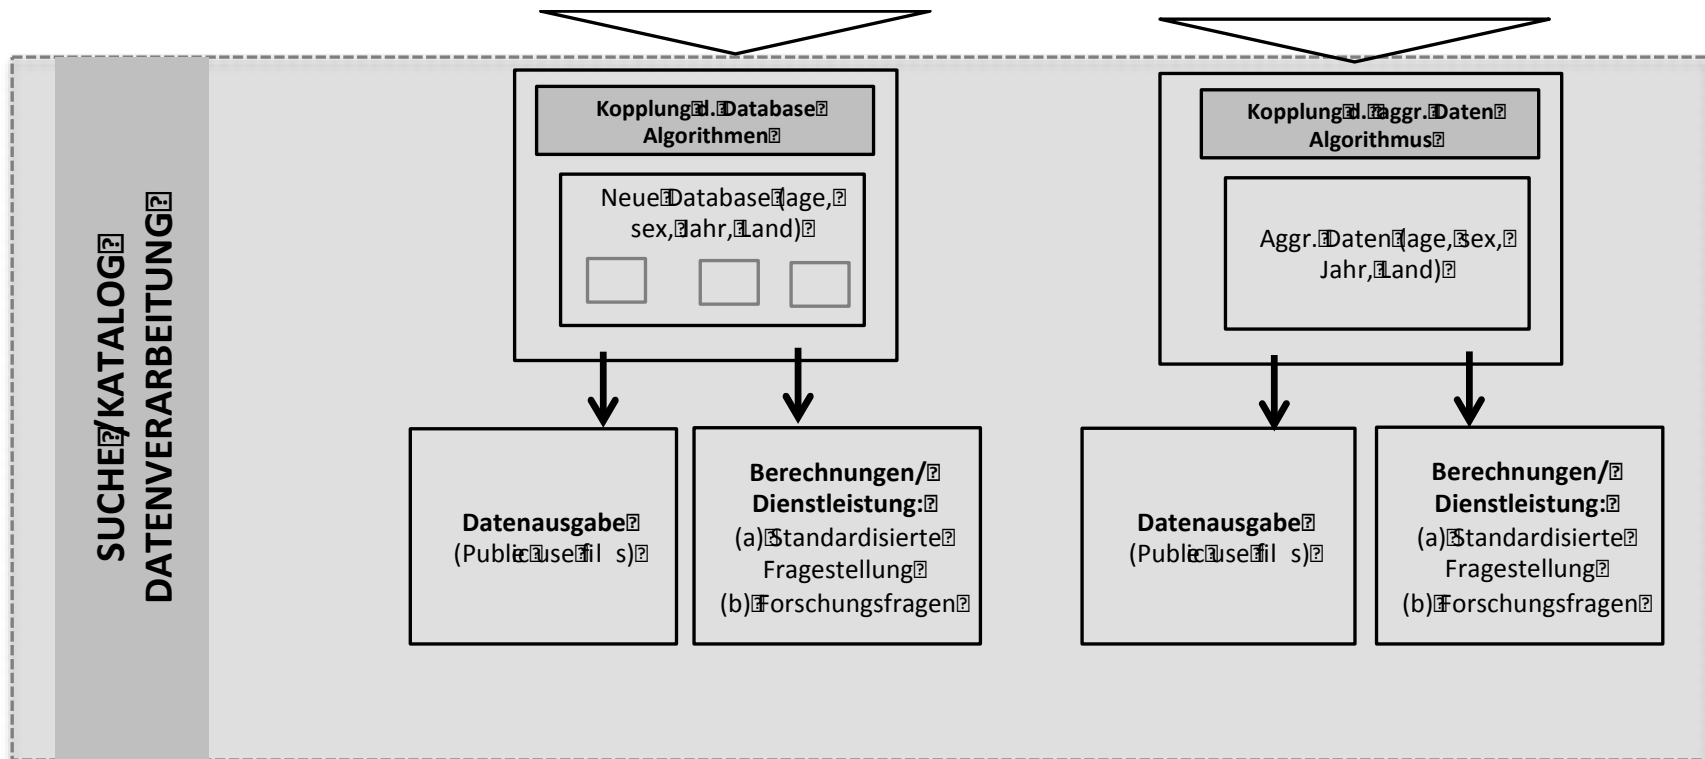 SUCHE /KATALOG
DATENVERARBEITUNG
Kopplung d. Database
Algorithmen
Neue Database (age,
sex, Jahr, Land)
Kopplung d. aggr. Daten
Algorithmus
Aggr. Daten (age, sex,
Jahr, Land)
Datenausgabe
(Public use files)
Berechnungen/
Dienstleistung:
(a) Standardisierte
Fragestellung
(b) Forschungsfragen
Datenausgabe
(Public use files)
Berechnungen/
Dienstleistung:
(a) Standardisierte
Fragestellung
(b) Forschungsfragen